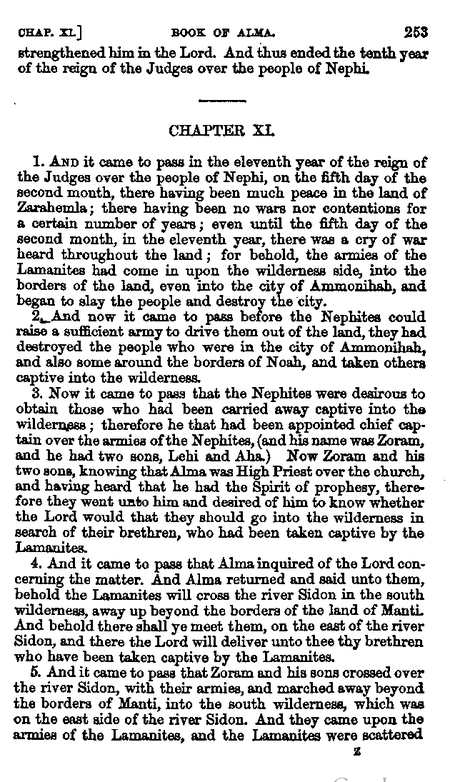 CHAP. XI.] BOOK OF ALMA. 253
strengthened him in the Lord. And thus ended the tenth year
of the reign of the Judges over the people of Nephi.
CHAPTER XI.
1. AND it came to pass in the eleventh year of the reign of
the Judges over the people of Nephi, on the fifth day of the
second month, there having been much peace in the land of
Zarahemla; there having been no wars nor contentions for
a certain number of years; even until the fifth day of the
second month, in the eleventh year, there was a cry of war
heard throughout the land; for behold, the armies of the
Lamanites had come in upon the wilderness side, into the
borders of the land, even into the city of Ammonihah, and
began to slay the people and destroy the city.
2. And now it came to pass before the Nephites could
raise a sufficient army to drive them out of the land, they had
destroyed the people who were in the city of Ammonihah,
and also some around the borders of Noah, and taken others
captive into the wilderness.
3. Now it came to pass that the Nephites were desirous to
obtain those who had been carried away captive into the
wilderness; therefore he that had been appointed chief cap-
tain over the armies of the Nephites, (and his name was Zoram,
and he had two sons, Lehi and Aha.) Now Zoram and his
two sons, knowing that Alma was High Priest over the church,
and having heard that he had the Spirit of prophesy, there-
fore they went unto him and desired of him to know whether
the Lord would that they should go into the wilderness in
search of their brethren, who had been taken captive by the
Lamanites.
4. And it came to pass that Alma inquired of the Lord con-
cerning the matter. And Alma returned and said unto them,
behold the Lamanites will cross the river Sidon in the south
wilderness, away up beyond the borders of the land of Manti.
And behold there shall ye meet them, on the east of the river
Sidon, and there the Lord will deliver unto thee thy brethren
who have been taken captive by the Lamanites.
5. And it came to pass that Zoram and his sons crossed over
the river Sidon, with their armies, and marched away beyond
the borders of Manti, into the south wilderness, which was
on the east side of the river Sidon. And they came upon the
armies of the Lamanites, and the Lamanites were scattered
Z